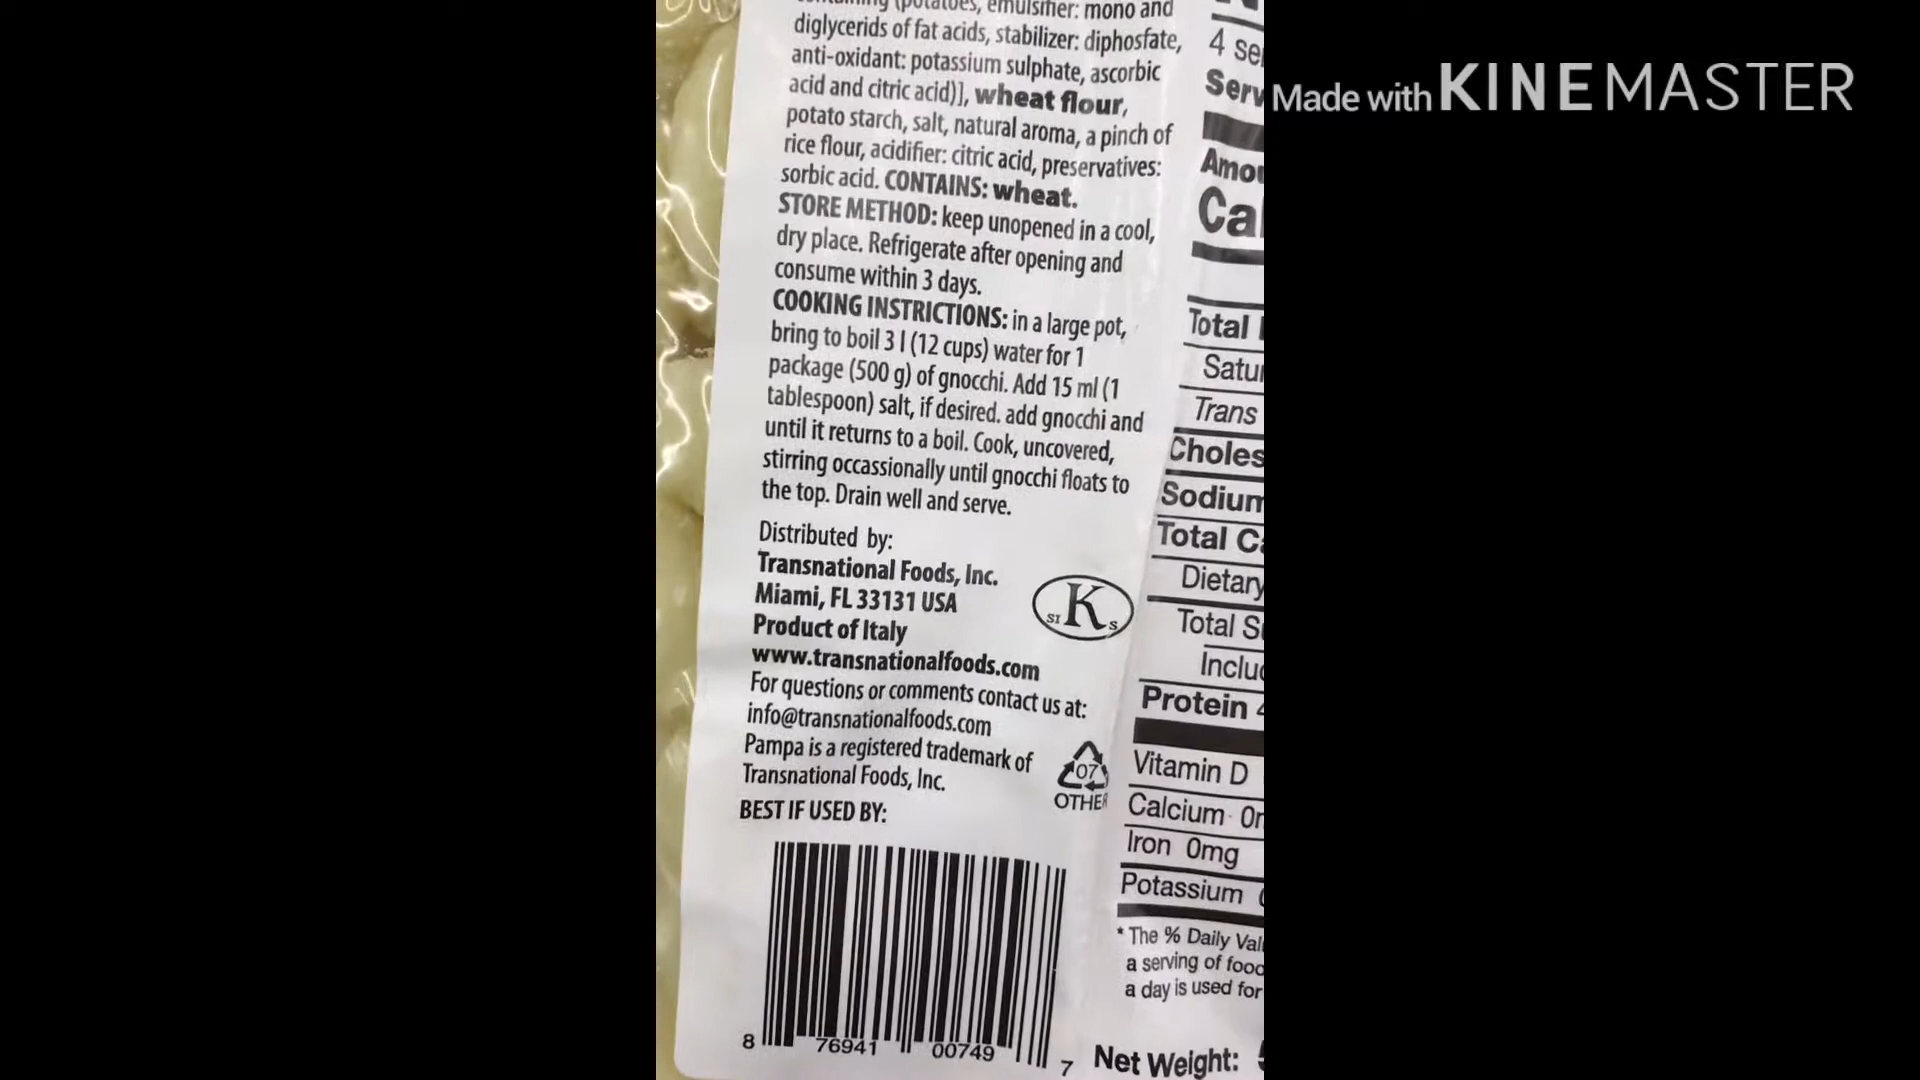 (potatoes, emulsifier: mono and
diglycerids of fat acids, stabilizer: diphosfate,
anti-oxidant: potassium sulphate, ascorbic
acid and citric acid)], wheat flour,
potato starch, salt, natural aroma, a pinch of
rice flour, acidifier: citric acid, preservatives:
sorbic acid. CONTAINS: wheat.
STORE METHOD: keep unopened in a cool,
dry place. Refrigerate after opening and
consume within 3 days.
COOKING INSTRICTIONS: in a large pot,
bring to boil 3 l (12 cups) water for 1
package (500 g) of gnocchi. Add 15 ml (1
tablespoon) salt, if desired. add gnocchi and
until it returns to a boil. Cook, uncovered,
stirring occassionally until gnocchi floats to
the top. Drain well and serve.
Distributed by:
Transnational Foods, Inc.
Miami, FL 33131 USA
Product of Italy
www.transnationalfoods.com
For questions or comments contact us at:
info@transnationalfoods.com
Pampa is a registered trademark of
Transnational Foods, Inc.
BEST IF USED BY:
SI K S
07
OTHER
8 76941 00749 7
4 se
Serv
Amou
Cal
Total
Satu
Trans
Choles
Sodium
Total Ca
Dietary
Total S
Includ
Protein
Vitamin D
Calcium 0
Iron 0mg
Potassium
* The % Daily Val
a serving of food
a day is used for
Net Weight:
Made with KINEMASTER